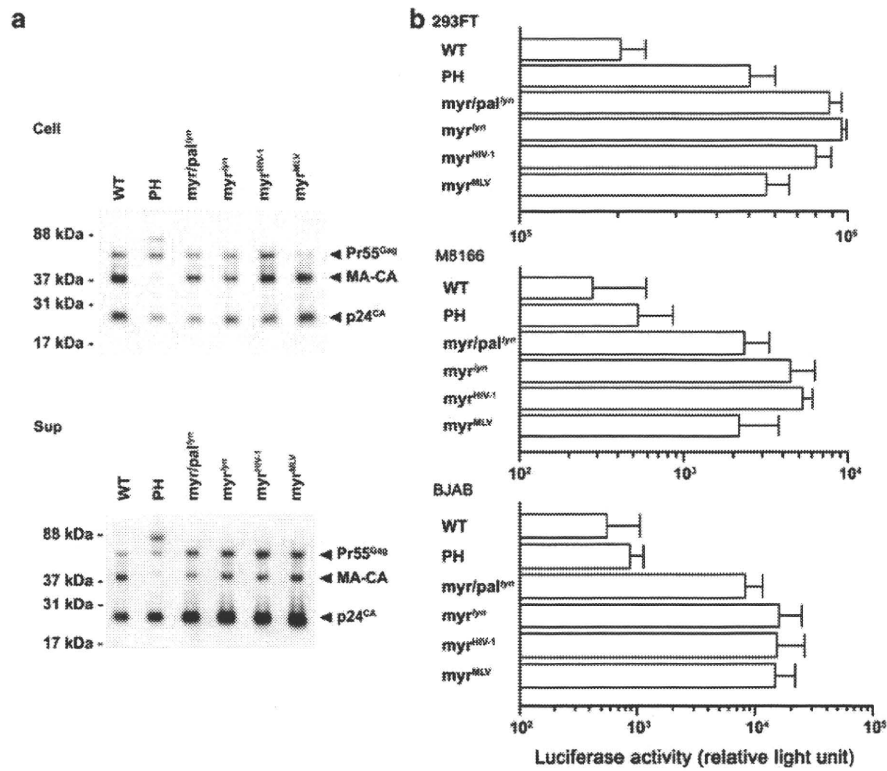 a
Cell
WT
PH
myr/pal^lyn
myr^lyn
myr^HIV-1
myr^MLV
88 kDa -
37 kDa -
31 kDa -
17 kDa -
◄ Pr55^Gag
◄ MA-CA
◄ p24^CA
Sup
WT
PH
myr/pal^lyn
myr^lyn
myr^HIV-1
myr^MLV
88 kDa -
37 kDa -
31 kDa -
17 kDa -
◄ Pr55^Gag
◄ MA-CA
◄ p24^CA
b
293FT
WT
PH
myr/pal^lyn
myr^lyn
myr^HIV-1
myr^MLV
10^5 10^6
M8166
WT
PH
myr/pal^lyn
myr^lyn
myr^HIV-1
myr^MLV
10^2 10^3 10^4
BJAB
WT
PH
myr/pal^lyn
myr^lyn
myr^HIV-1
myr^MLV
10^2 10^3 10^4 10^5
Luciferase activity (relative light unit)